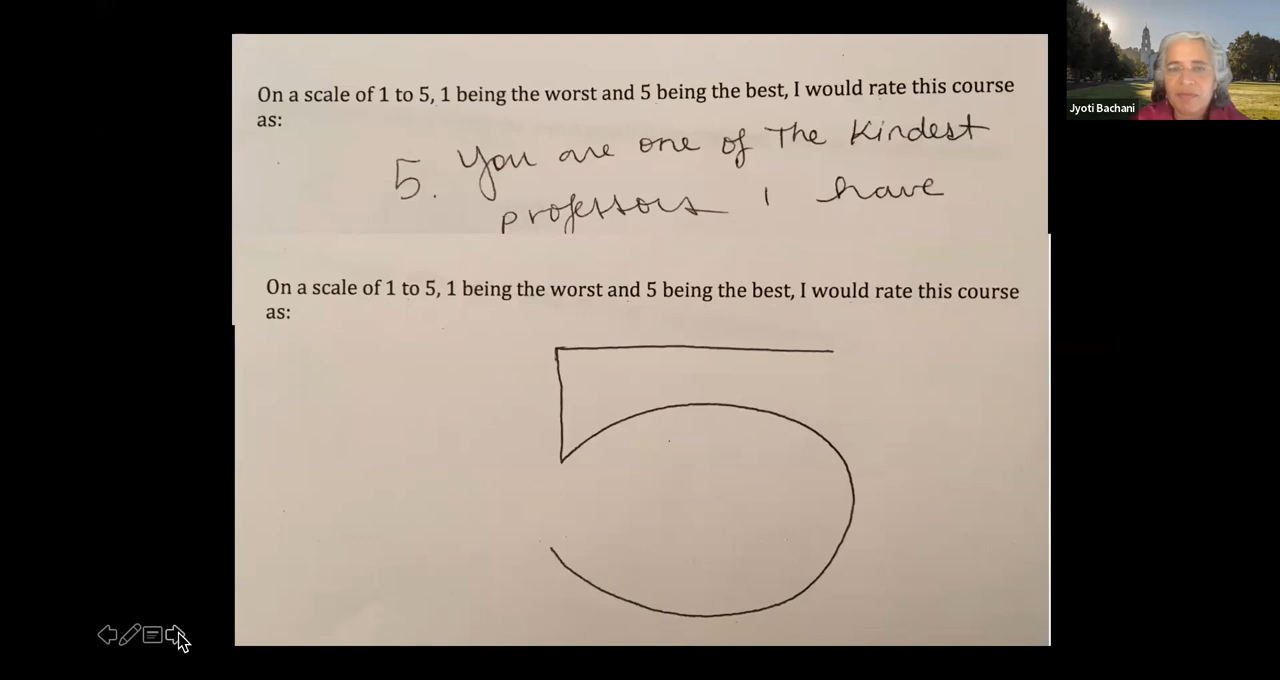 On a scale of 1 to 5, 1 being the worst and 5 being the best, I would rate this course
as:
5. You are one of The Kindest
professors I have
On a scale of 1 to 5, 1 being the worst and 5 being the best, I would rate this course
as:
5
Jyoti Bachani